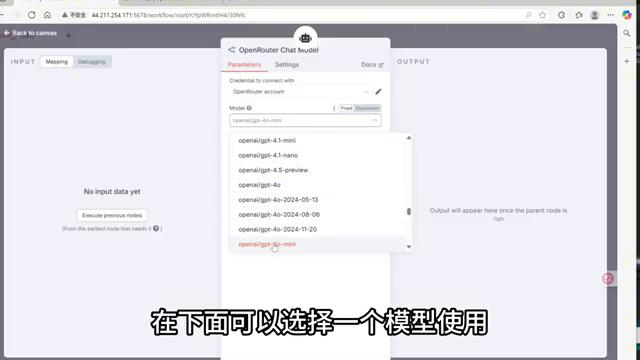 不安全
44.211.254.171:5678/workflow/niorbYJYpWRmtIH4/30fefc
Back to canvas
OpenRouter Chat Model
INPUT
Mapping
Debugging
Parameters
Settings
Docs
OUTPUT
Credential to connect with
OpenRouter account
Model
Fixed
Expression
openai/gpt-4o-mini
openai/gpt-4.1-mini
openai/gpt-4.1-nano
openai/gpt-4.5-preview
openai/gpt-4o
openai/gpt-4o-2024-05-13
openai/gpt-4o-2024-08-06
openai/gpt-4o-2024-11-20
openai/gpt-4o-mini
No input data yet
Execute previous nodes
(From the earliest node that needs it)
Output will appear here once the parent node is
run
在下面可以选择一个模型使用